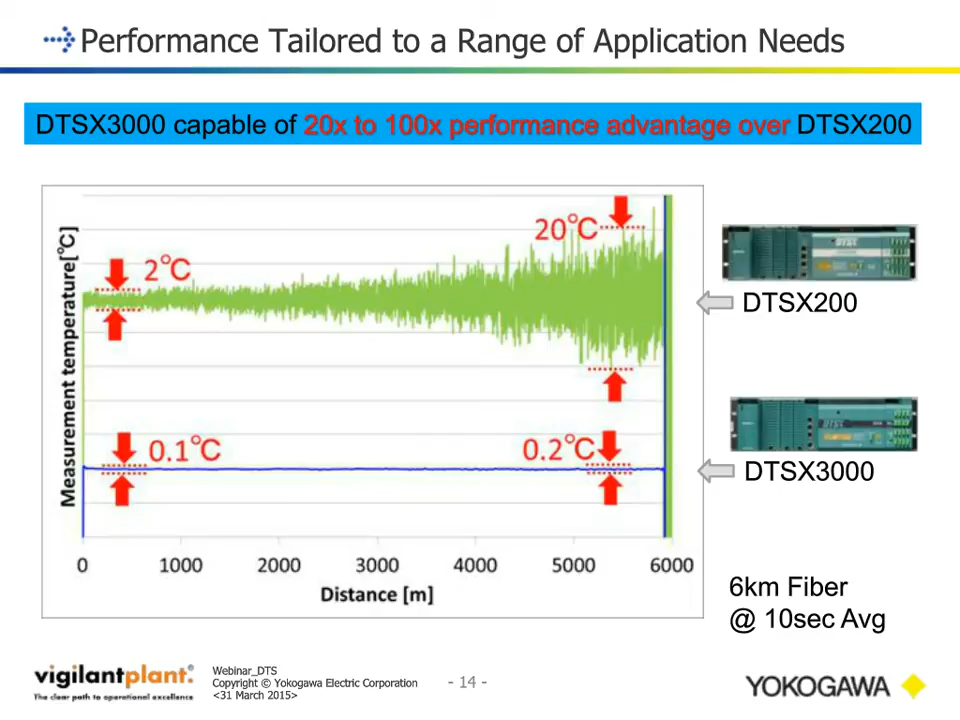 Performance Tailored to a Range of Application Needs
DTSX3000 capable of 20x to 100x performance advantage over DTSX200
Measurement temperature[℃]
2℃
20℃
0.1℃
0.2℃
0 1000 2000 3000 4000 5000 6000
Distance [m]
DTSX200
DTSX3000
6km Fiber
@ 10sec Avg
vigilantplant.®
The clear path to operational excellence
Webinar_DTS
Copyright © Yokogawa Electric Corporation
<31 March 2015>
- 14 -
YOKOGAWA